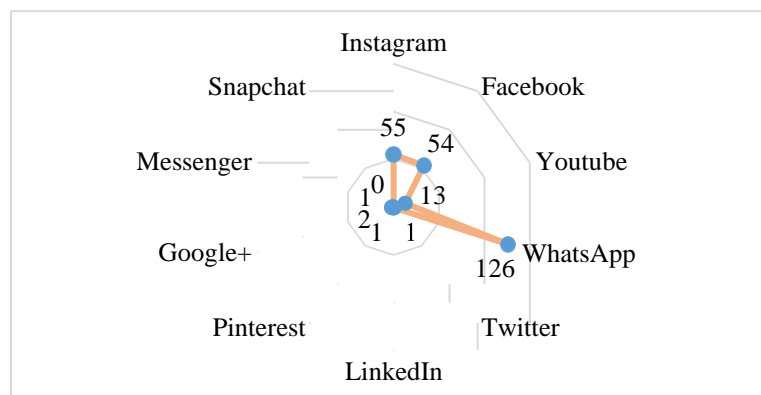 Instagram
Snapchat
Facebook
55
54
Messenger
Youtube
0
1
13
2
1
1
Google+
WhatsApp
126
Pinterest
Twitter
LinkedIn